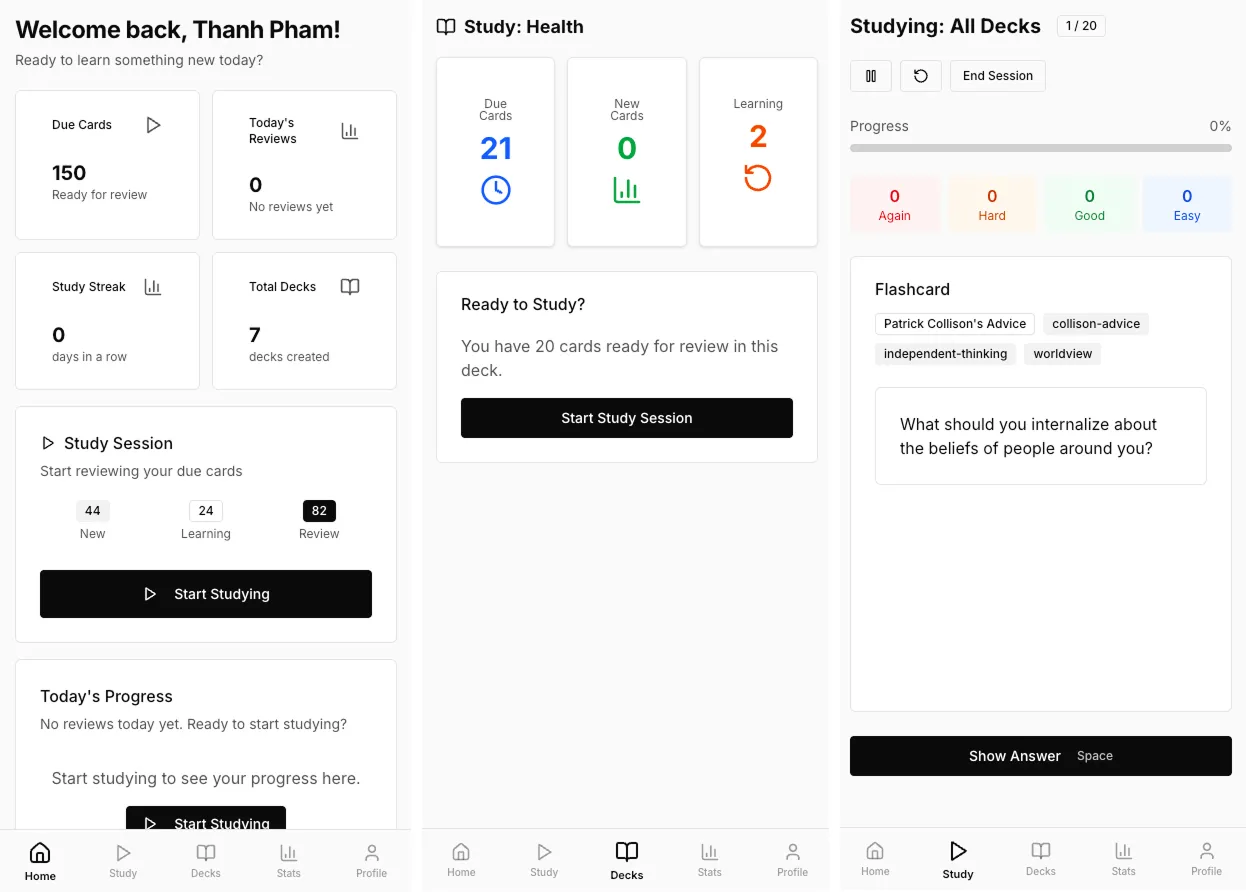 Welcome back, Thanh Pham!
Ready to learn something new today?
Due Cards
150
Ready for review
Today's
Reviews
0
No reviews yet
Study Streak
0
days in a row
Total Decks
7
decks created
Study Session
Start reviewing your due cards
44
New
24
Learning
82
Review
Start Studying
Today's Progress
No reviews today yet. Ready to start studying?
Start studying to see your progress here.
Start Studying
Home
Study
Decks
Stats
Profile
Study: Health
Due
Cards
21
New
Cards
0
Learning
2
Ready to Study?
You have 20 cards ready for review in this
deck.
Start Study Session
Home
Study
Decks
Stats
Profile
Studying: All Decks
1 / 20
End Session
Progress
0%
0
Again
0
Hard
0
Good
0
Easy
Flashcard
Patrick Collison's Advice
collison-advice
independent-thinking
worldview
What should you internalize about
the beliefs of people around you?
Show Answer Space
Home
Study
Decks
Stats
Profile